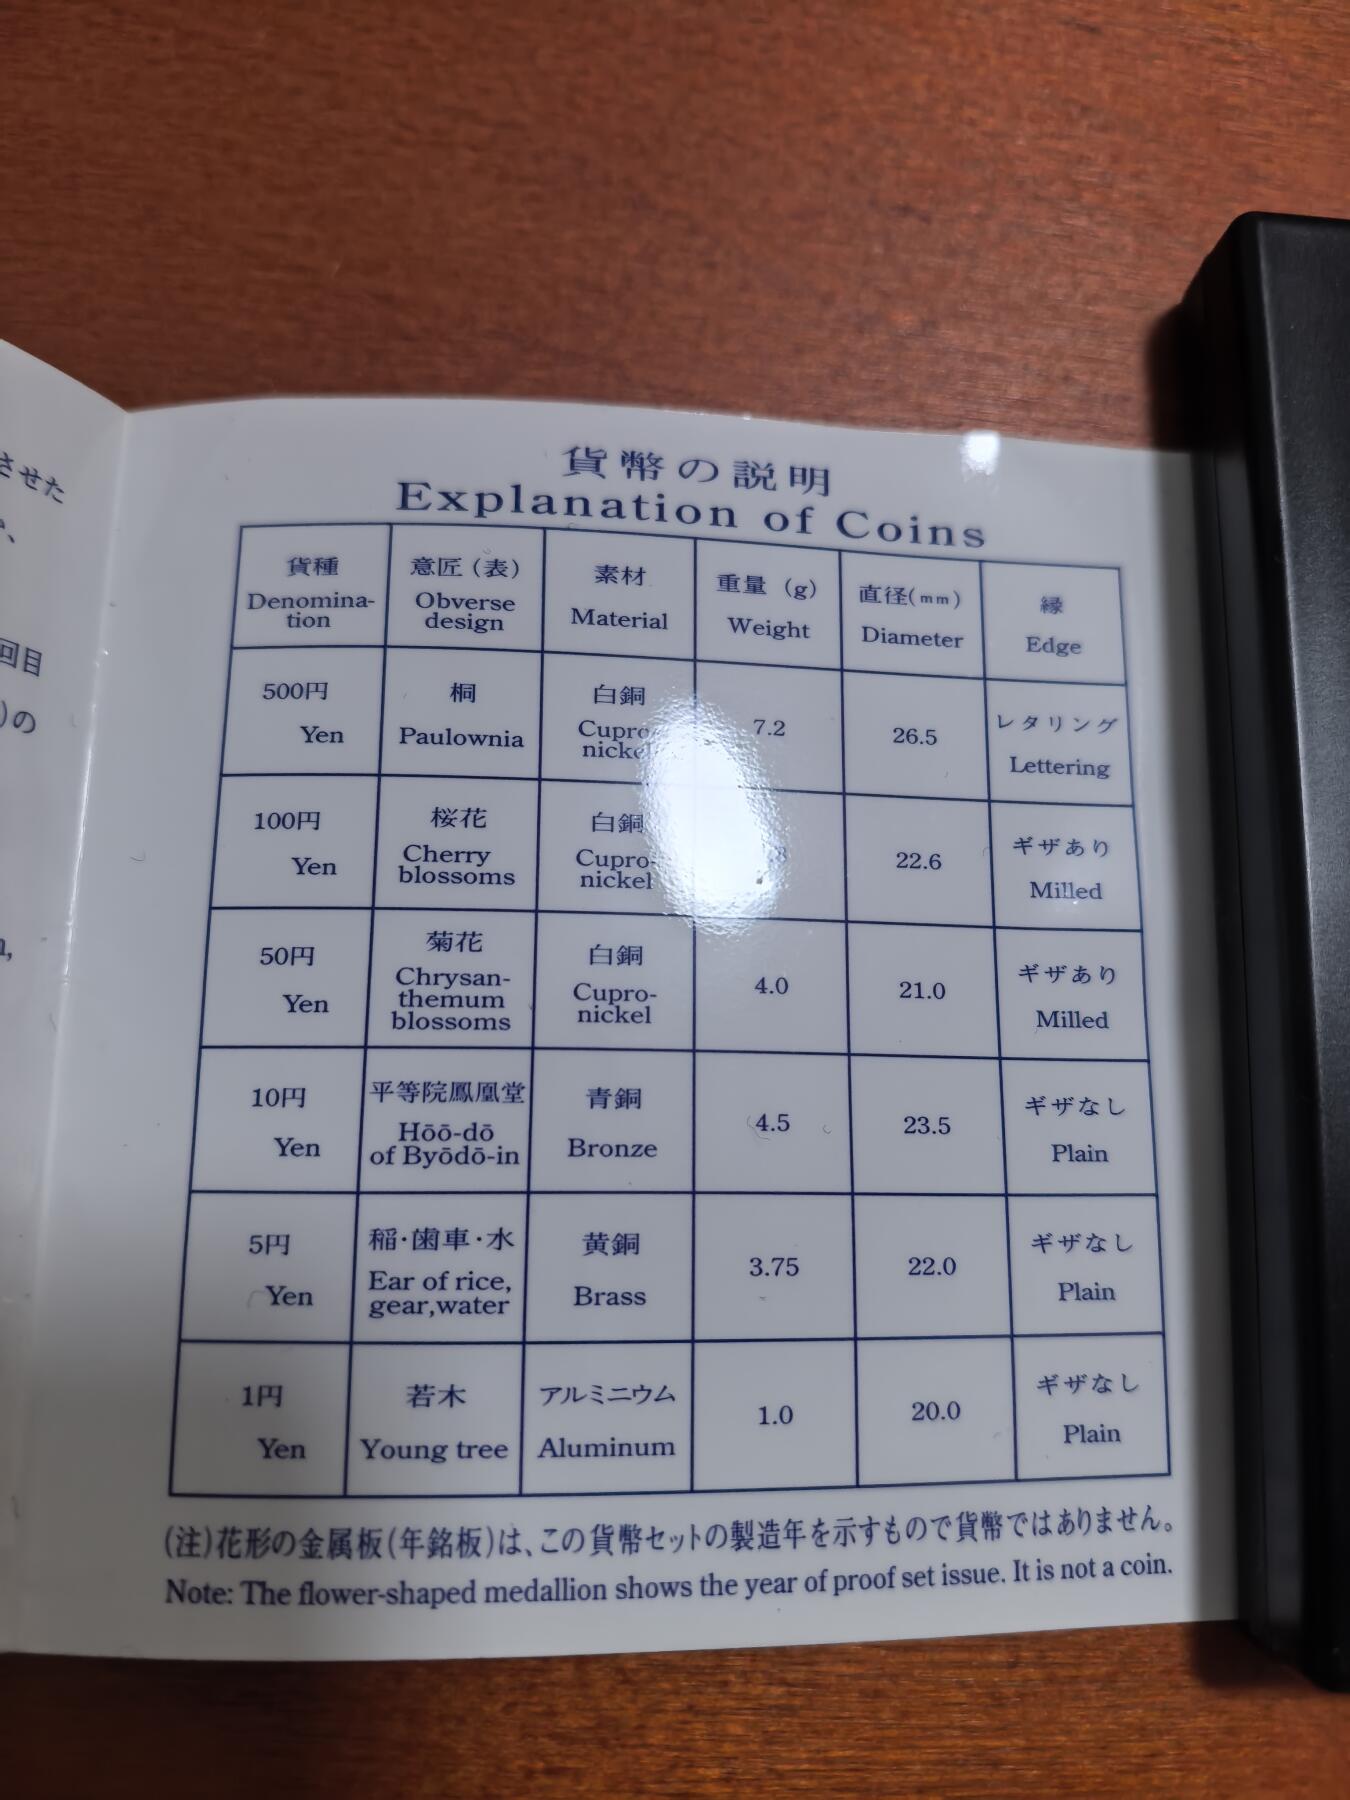 させた
回目
)の
貨幣の説明
Explanation of Coins
貨種
Denomina-
tion
意匠(表)
Obverse
design
素材
Material
重量(g)
Weight
直径(mm)
Diameter
縁
Edge
500円
Yen
桐
Paulownia
白銅
Cupro-
nickel
7.2
26.5
レタリング
Lettering
100円
Yen
桜花
Cherry
blossoms
白銅
Cupro-
nickel
22.6
ギザあり
Milled
50円
Yen
菊花
Chrysan-
themum
blossoms
白銅
Cupro-
nickel
4.0
21.0
ギザあり
Milled
10円
Yen
平等院鳳凰堂
Hōō-dō
of Byōdō-in
青銅
Bronze
4.5
23.5
ギザなし
Plain
5円
Yen
稲・歯車・水
Ear of rice,
gear,water
黄銅
Brass
3.75
22.0
ギザなし
Plain
1円
Yen
若木
Young tree
アルミニウム
Aluminum
1.0
20.0
ギザなし
Plain
(注)花形の金属板(年銘板)は、この貨幣セットの製造年を示すもので貨幣ではありません。
Note: The flower-shaped medallion shows the year of proof set issue. It is not a coin.